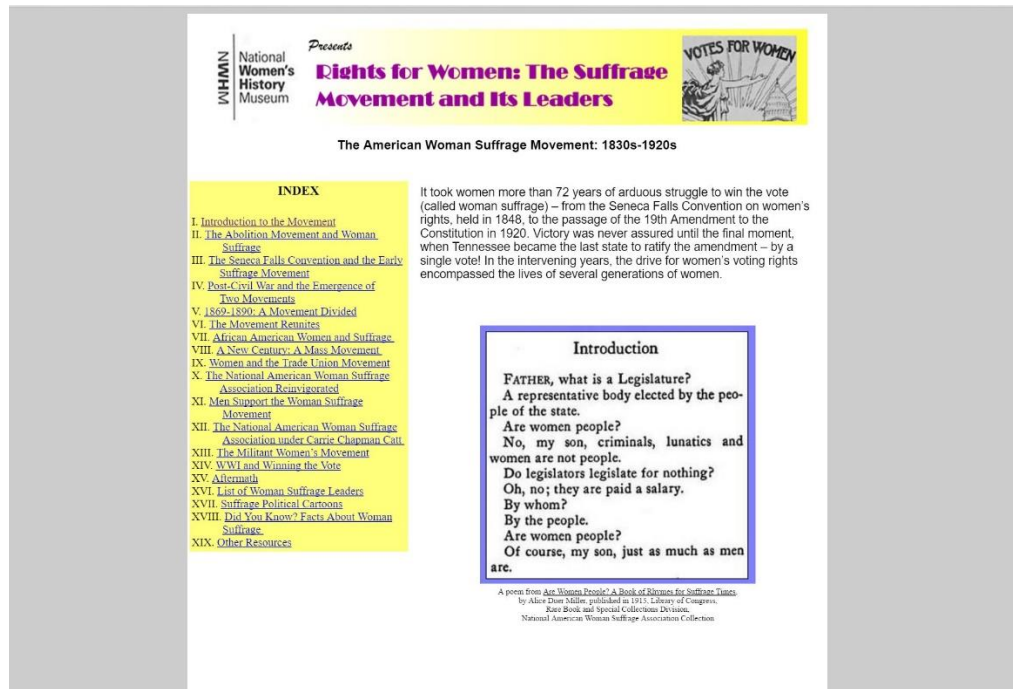 NWHM
National
Women's
History
Museum
Presents
Rights for Women: The Suffrage
Movement and Its Leaders
VOTES FOR WOMEN
The American Woman Suffrage Movement: 1830s-1920s
INDEX
I. Introduction to the Movement
II. The Abolition Movement and Woman
Suffrage
III. The Seneca Falls Convention and the Early
Suffrage Movement
IV. Post-Civil War and the Emergence of
Two Movements
V. 1869-1890: A Movement Divided
VI. The Movement Reunites
VII. African American Women and Suffrage
VIII. A New Century: A Mass Movement
IX. Women and the Trade Union Movement
X. The National American Woman Suffrage
Association Reinvigorated
XI. Men Support the Woman Suffrage
Movement
XII. The National American Woman Suffrage
Association under Carrie Chapman Catt
XIII. The Militant Women's Movement
XIV. WWI and Winning the Vote
XV. Aftermath
XVI. List of Woman Suffrage Leaders
XVII. Suffrage Political Cartoons
XVIII. Did You Know? Facts About Woman
Suffrage
XIX. Other Resources
It took women more than 72 years of arduous struggle to win the vote
(called woman suffrage) – from the Seneca Falls Convention on women's
rights, held in 1848, to the passage of the 19th Amendment to the
Constitution in 1920. Victory was never assured until the final moment,
when Tennessee became the last state to ratify the amendment – by a
single vote! In the intervening years, the drive for women's voting rights
encompassed the lives of several generations of women.
Introduction
FATHER, what is a Legislature?
A representative body elected by the peo-
ple of the state.
Are women people?
No, my son, criminals, lunatics and
women are not people.
Do legislators legislate for nothing?
Oh, no; they are paid a salary.
By whom?
By the people.
Are women people?
Of course, my son, just as much as men
are.
A poem from Are Women People? A Book of Rhymes for Suffrage Times,
by Alice Duer Miller, published in 1915, Library of Congress,
Rare Book and Special Collections Division,
National American Woman Suffrage Association Collection